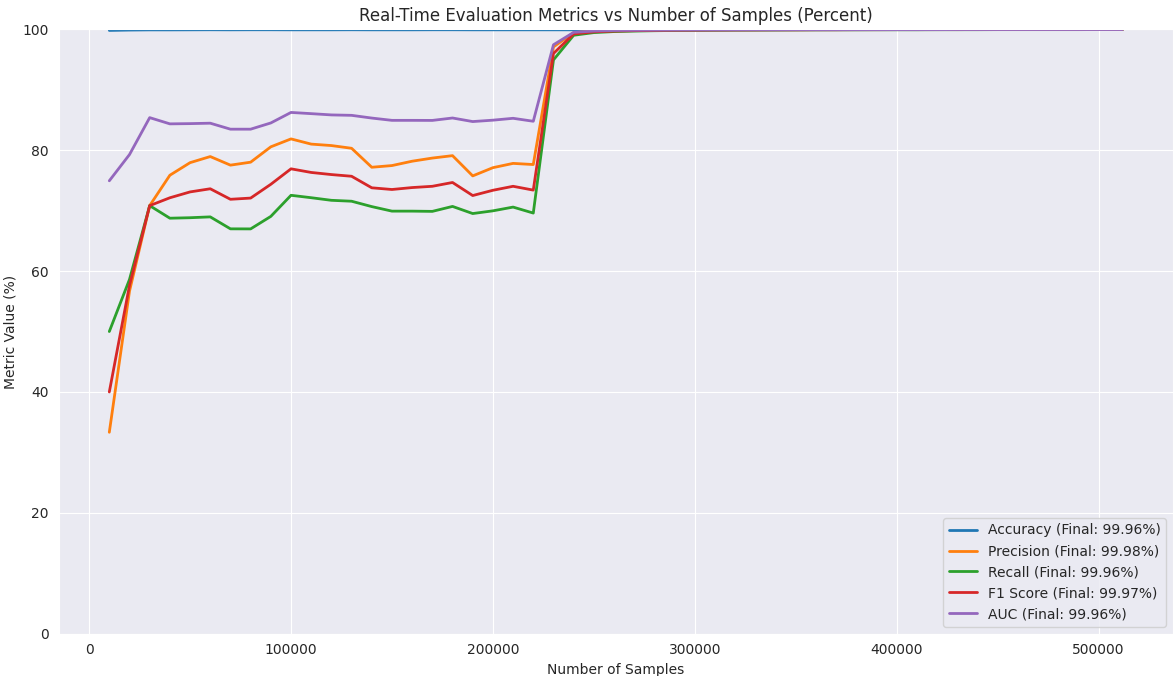 Real-Time Evaluation Metrics vs Number of Samples (Percent)
100
80
60
40
20
0
Metric Value (%)
0 100000 200000 300000 400000 500000
Number of Samples
Accuracy (Final: 99.96%)
Precision (Final: 99.98%)
Recall (Final: 99.96%)
F1 Score (Final: 99.97%)
AUC (Final: 99.96%)